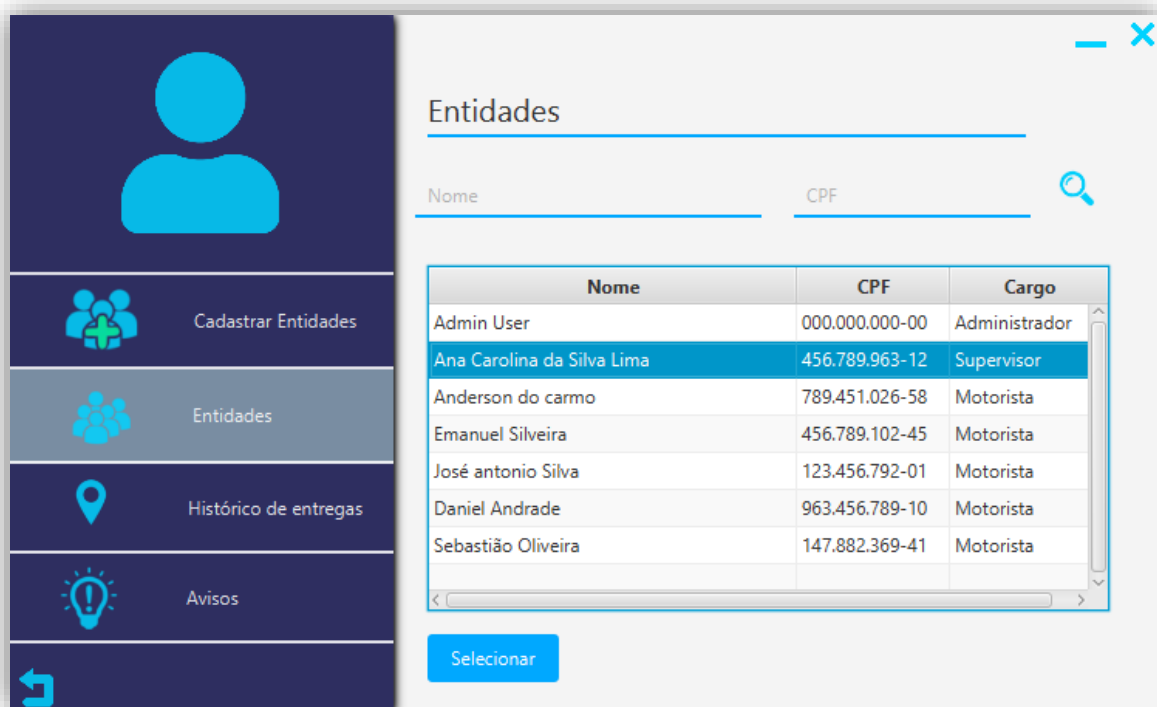 Cadastrar Entidades
Entidades
Histórico de entregas
Avisos
Entidades
Nome CPF
Nome CPF Cargo
Admin User 000.000.000-00 Administrador
Ana Carolina da Silva Lima 456.789.963-12 Supervisor
Anderson do carmo 789.451.026-58 Motorista
Emanuel Silveira 456.789.102-45 Motorista
José antonio Silva 123.456.792-01 Motorista
Daniel Andrade 963.456.789-10 Motorista
Sebastião Oliveira 147.882.369-41 Motorista
Selecionar